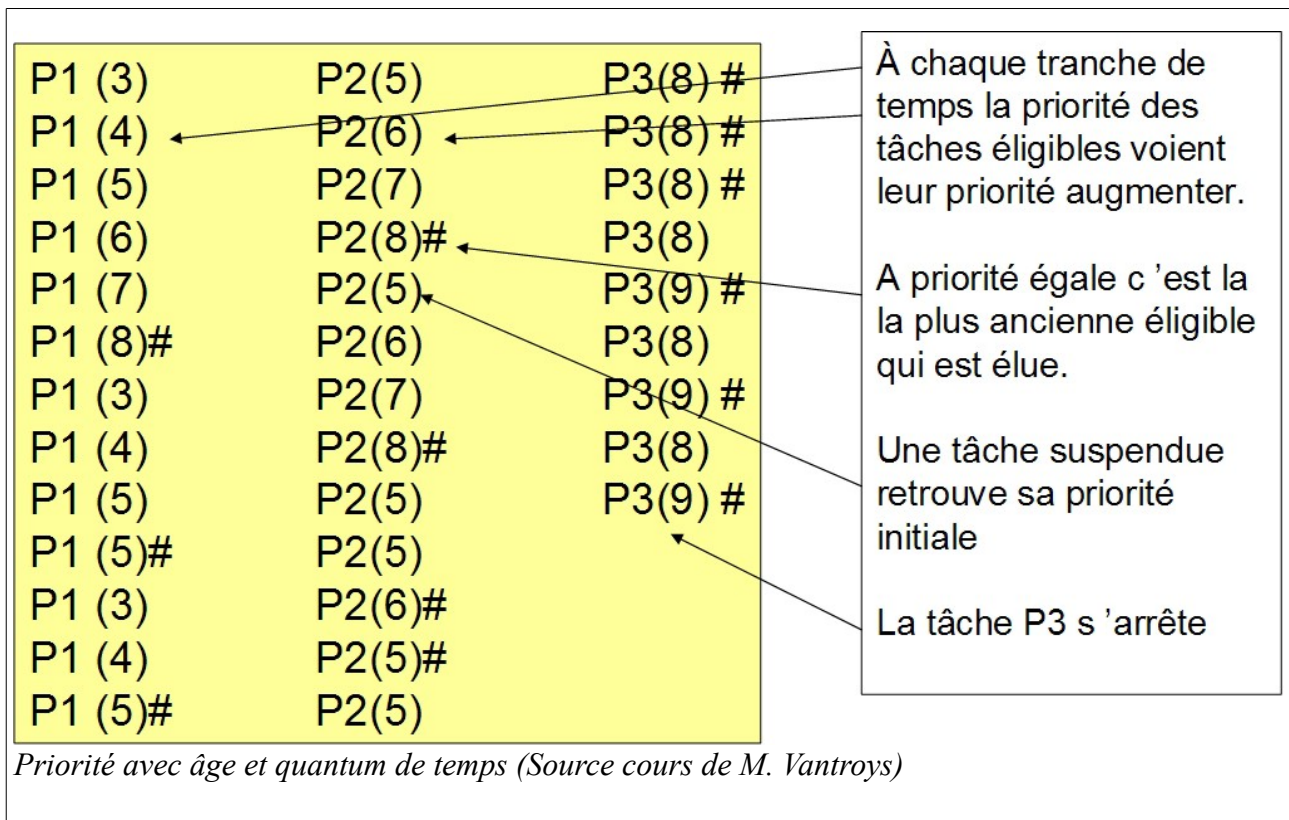 P1 (3) P2(5) P3(8) #
P1 (4) P2(6) P3(8) #
P1 (5) P2(7) P3(8) #
P1 (6) P2(8)# P3(8)
P1 (7) P2(5) P3(9) #
P1 (8)# P2(6) P3(8)
P1 (3) P2(7) P3(9) #
P1 (4) P2(8)# P3(8)
P1 (5) P2(5) P3(9) #
P1 (5)# P2(5)
P1 (3) P2(6)#
P1 (4) P2(5)#
P1 (5)# P2(5)
À chaque tranche de
temps la priorité des
tâches éligibles voient
leur priorité augmenter.
A priorité égale c ’est la
la plus ancienne éligible
qui est élue.
Une tâche suspendue
retrouve sa priorité
initiale
La tâche P3 s ’arrête
Priorité avec âge et quantum de temps (Source cours de M. Vantroys)